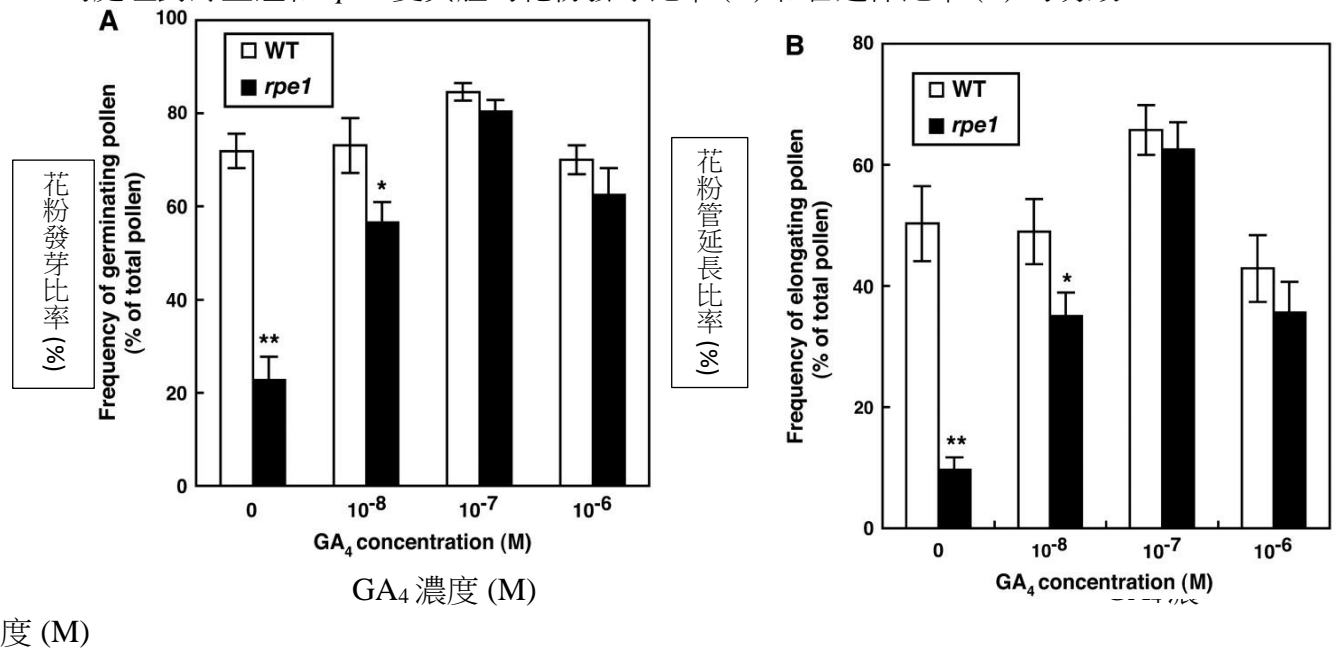 A
100
80
60
40
20
0
WT
rpe1
**
*
Frequency of germinating pollen
(% of total pollen)
花粉發芽比率 (%)
0
10-8
10-7
10-6
GA4 concentration (M)
GA4 濃度 (M)
B
80
60
40
20
0
WT
rpe1
**
*
Frequency of elongating pollen
(% of total pollen)
花粉管延長比率 (%)
0
10-8
10-7
10-6
GA4 concentration (M)
度 (M)